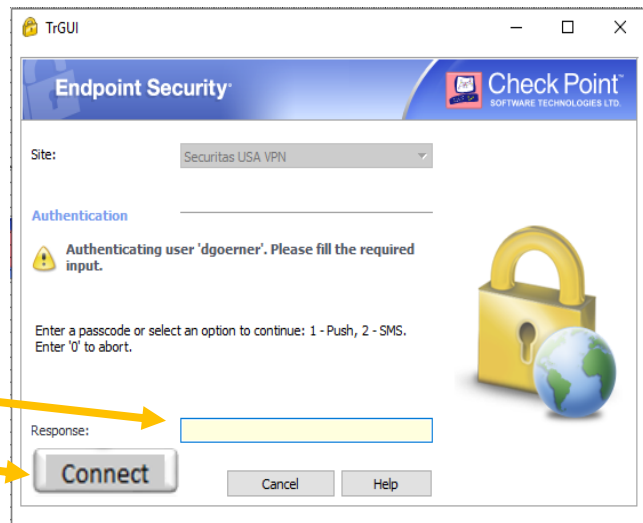 TrGUI
Endpoint Security
Check Point™
SOFTWARE TECHNOLOGIES LTD.
Site:
Securitas USA VPN
Authentication
Authenticating user 'dgoerner'. Please fill the required
input.
Enter a passcode or select an option to continue: 1 - Push, 2 - SMS.
Enter '0' to abort.
Response:
Connect
Cancel
Help